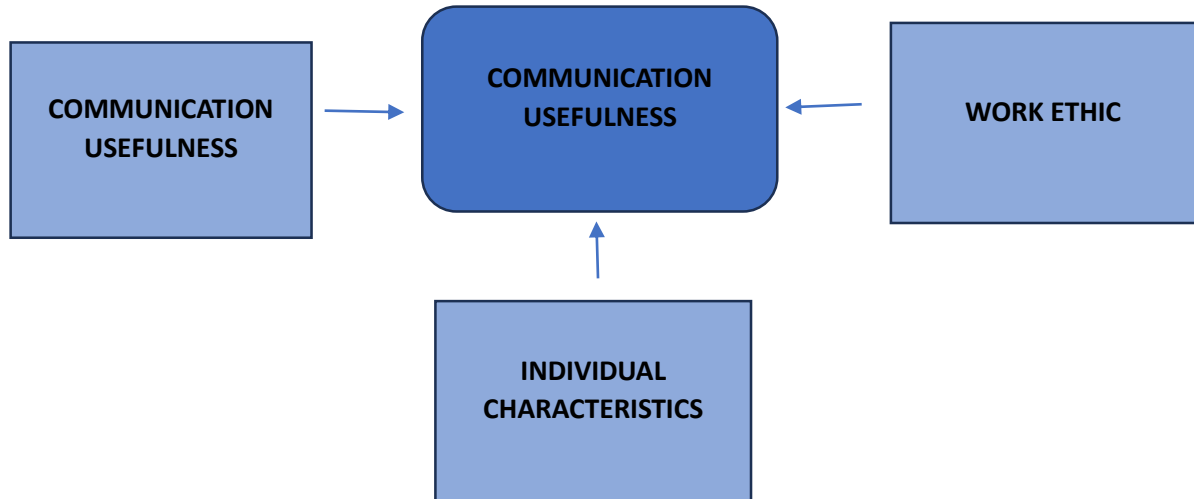 COMMUNICATION
USEFULNESS
COMMUNICATION
USEFULNESS
WORK ETHIC
INDIVIDUAL
CHARACTERISTICS